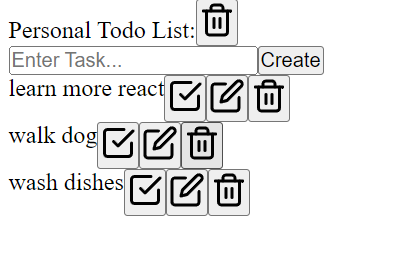 Personal Todo List:
Enter Task... Create
learn more react
walk dog
wash dishes